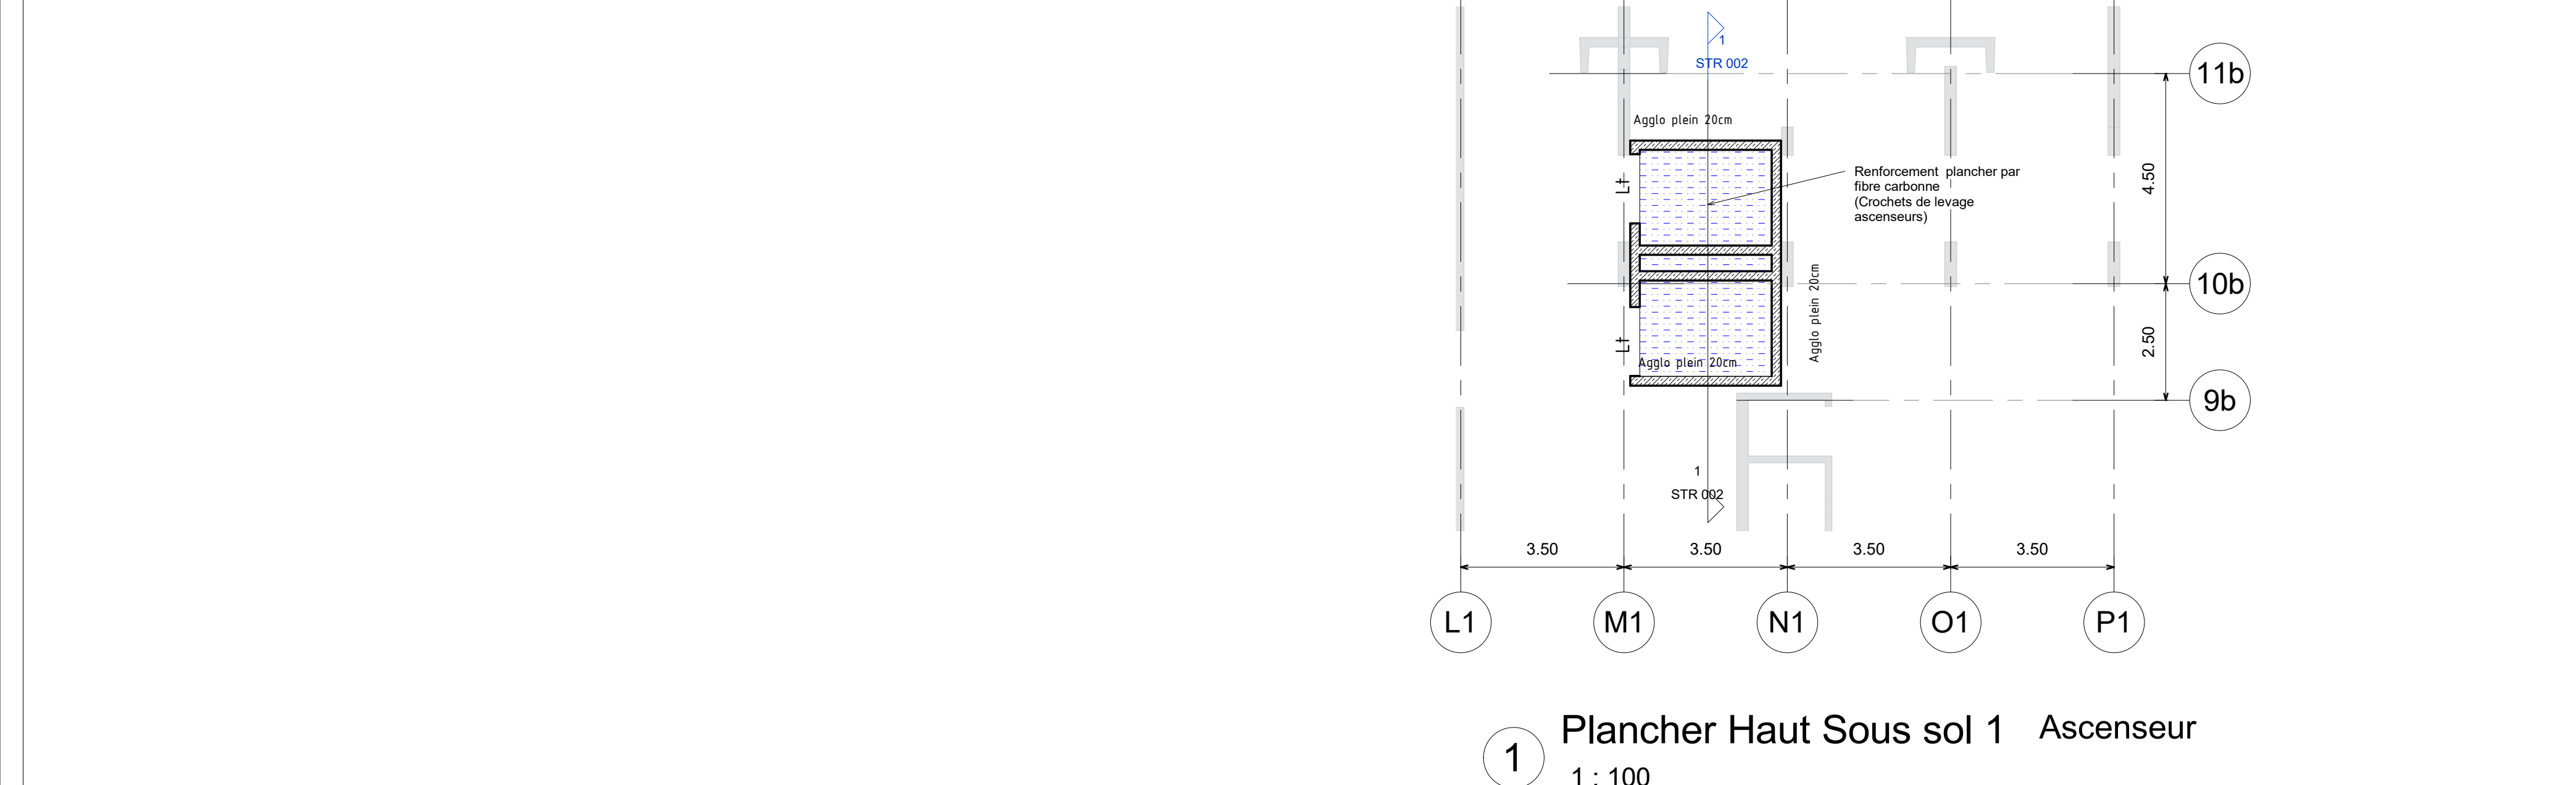 1
STR 002
11b
Agglo plein 20cm
Renforcement plancher par
fibre carbonne
(Crochets de levage
ascenseurs)
4.50
Lt
10b
Agglo plein 20cm
2.50
Lt
Agglo plein 20cm
9b
1
STR 002
3.50 3.50 3.50 3.50
L1 M1 N1 O1 P1
Plancher Haut Sous sol 1 Ascenseur
1
1 : 100